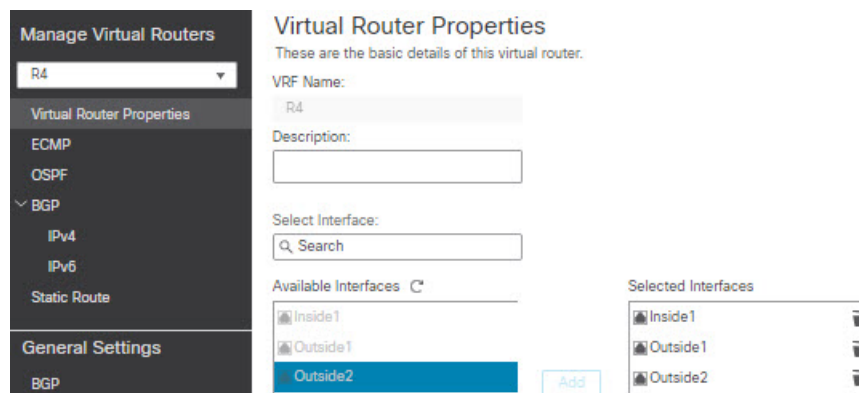 Manage Virtual Routers
R4
Virtual Router Properties
ECMP
OSPF
BGP
IPv4
IPv6
Static Route
General Settings
BGP
Virtual Router Properties
These are the basic details of this virtual router.
VRF Name:
R4
Description:
Select Interface:
Search
Available Interfaces
Inside1
Outside1
Outside2
Add
Selected Interfaces
Inside1
Outside1
Outside2